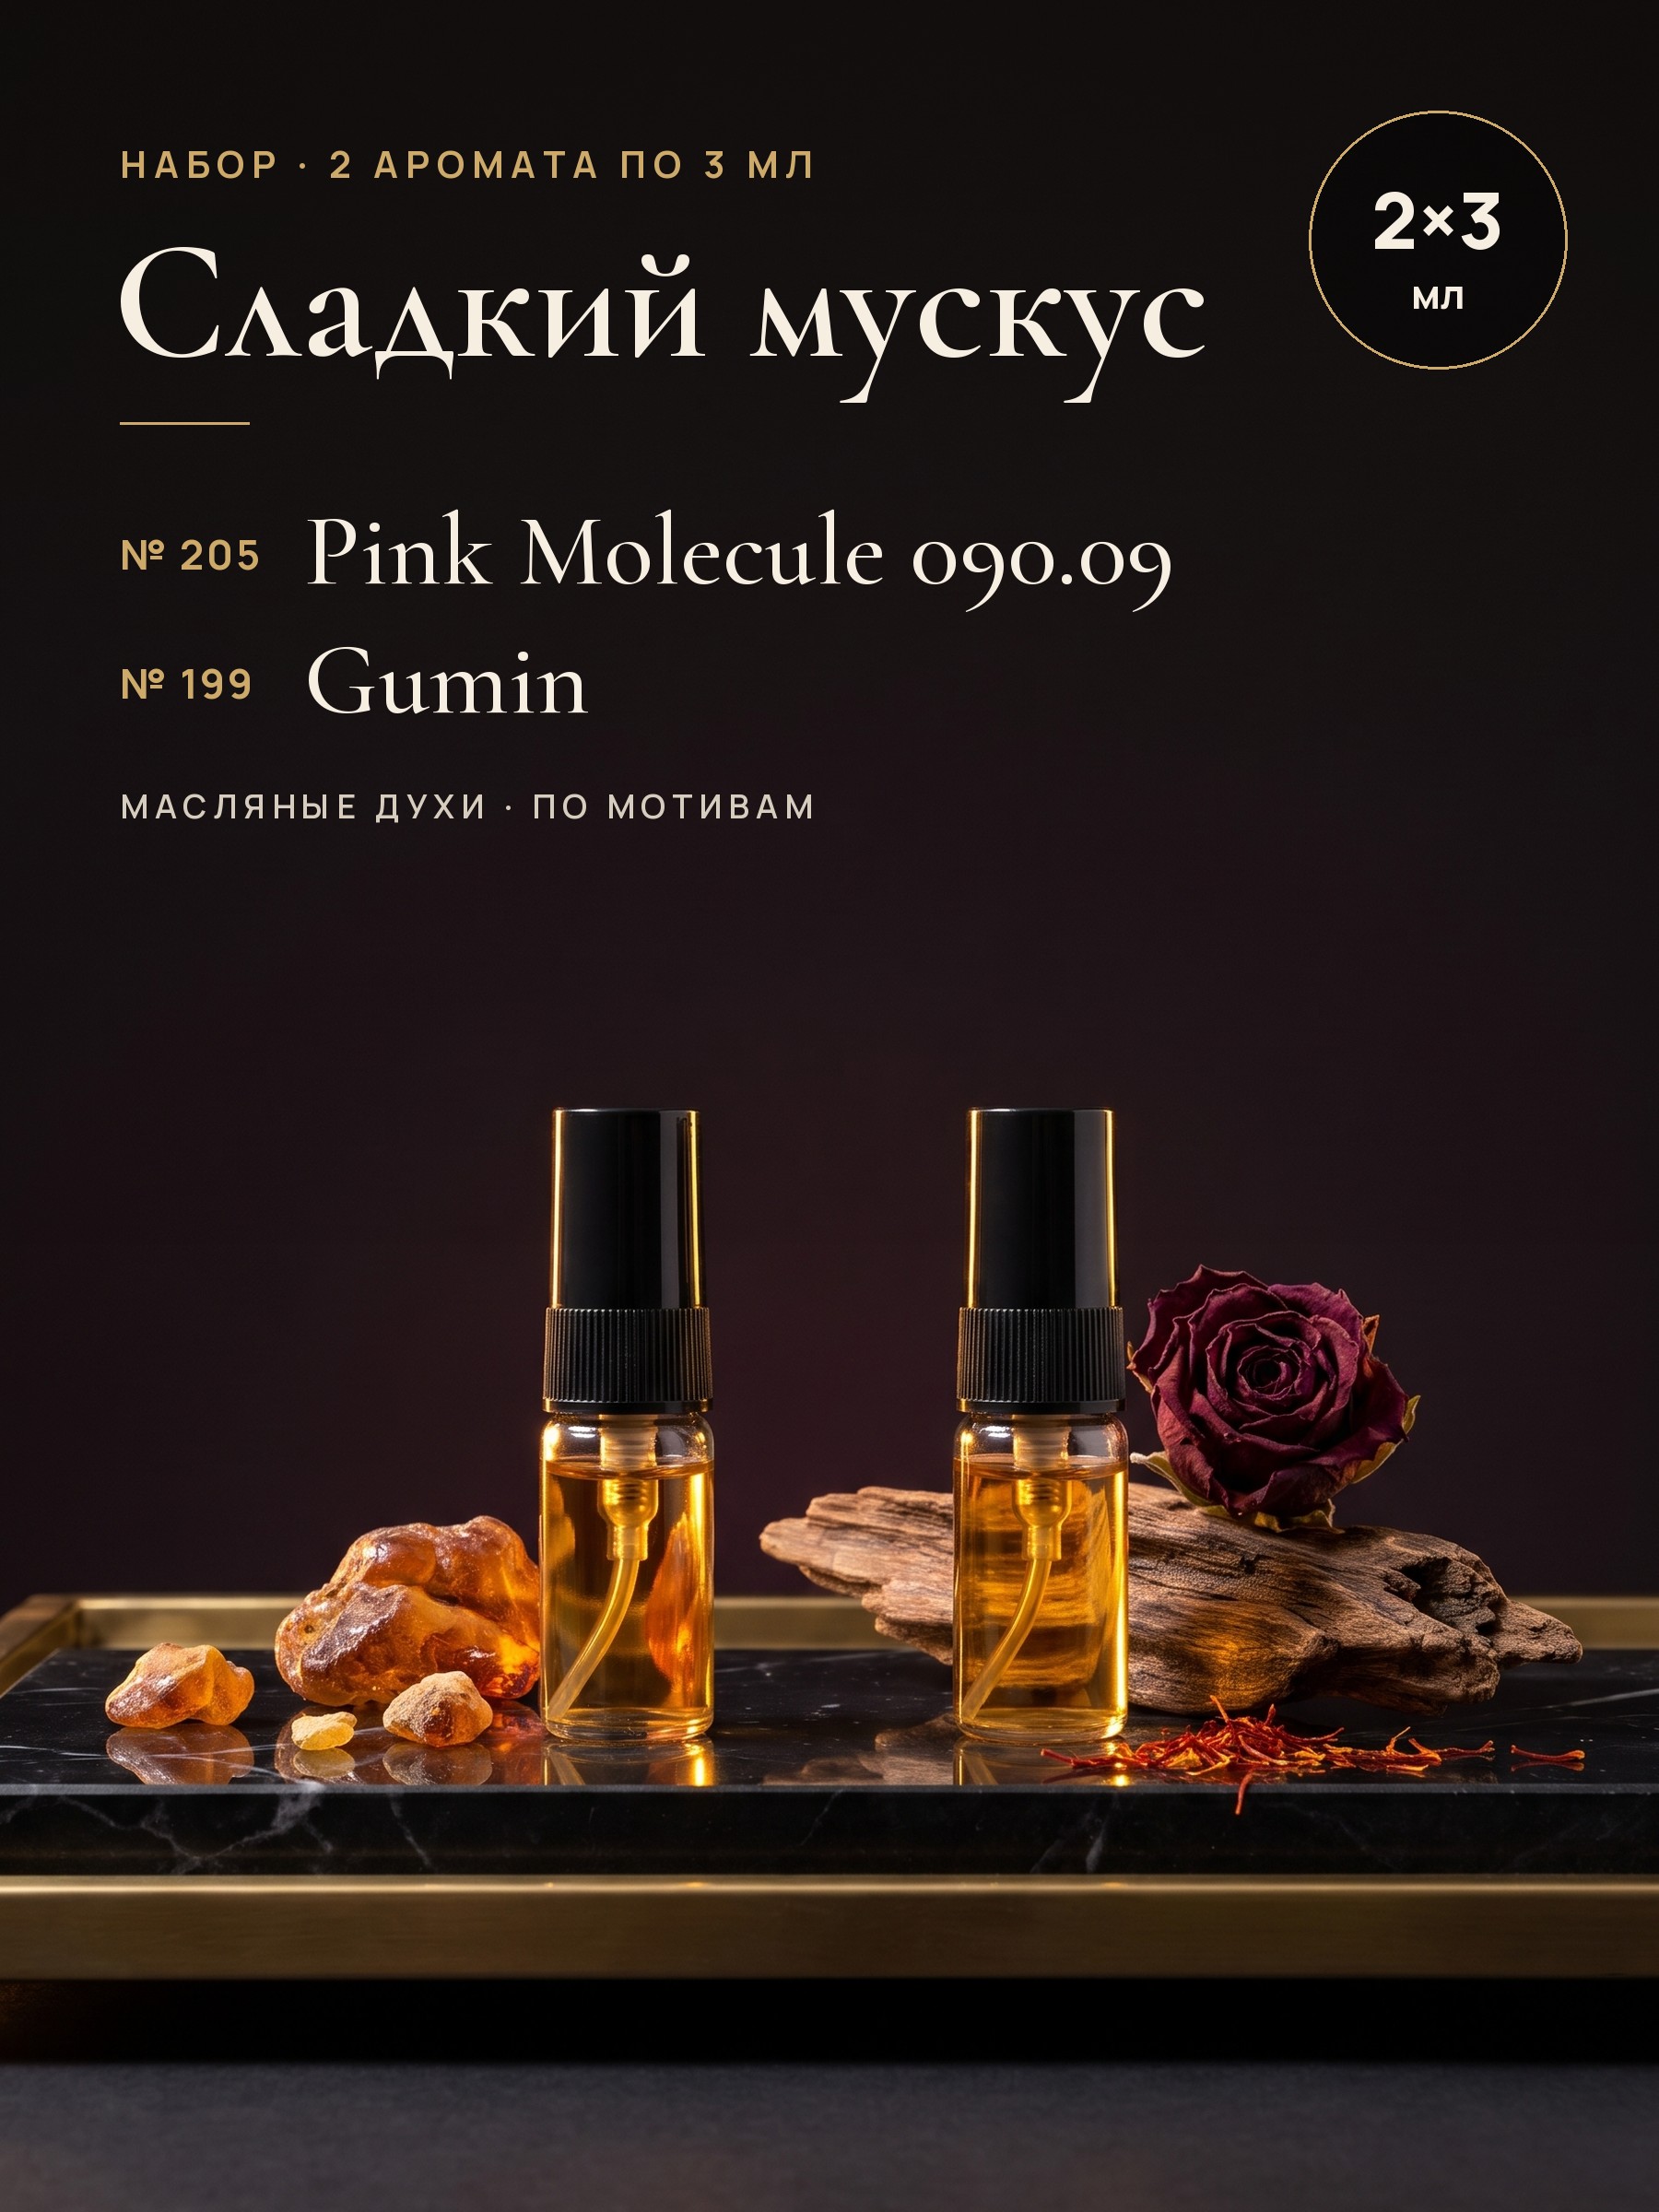 НАБОР · 2 АРОМАТА ПО 3 МЛ
2×3
мл
Сладкий мускус
№ 205 Pink Molecule 090.09
№ 199 Gumin
МАСЛЯНЫЕ ДУХИ · ПО МОТИВАМ